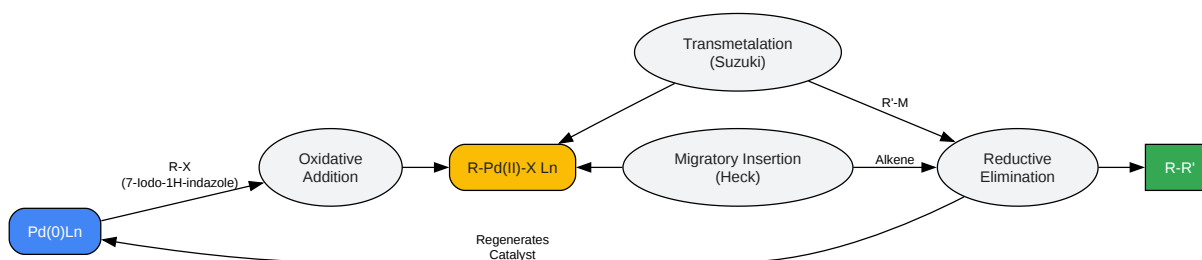 Transmetalation
(Suzuki)
R'-M
R-X
(7-Iodo-1H-indazole)
Oxidative
Addition
R-Pd(II)-X Ln
Migratory Insertion
(Heck)
Alkene
Reductive
Elimination
R-R'
Pd(0)Ln
Regenerates
Catalyst